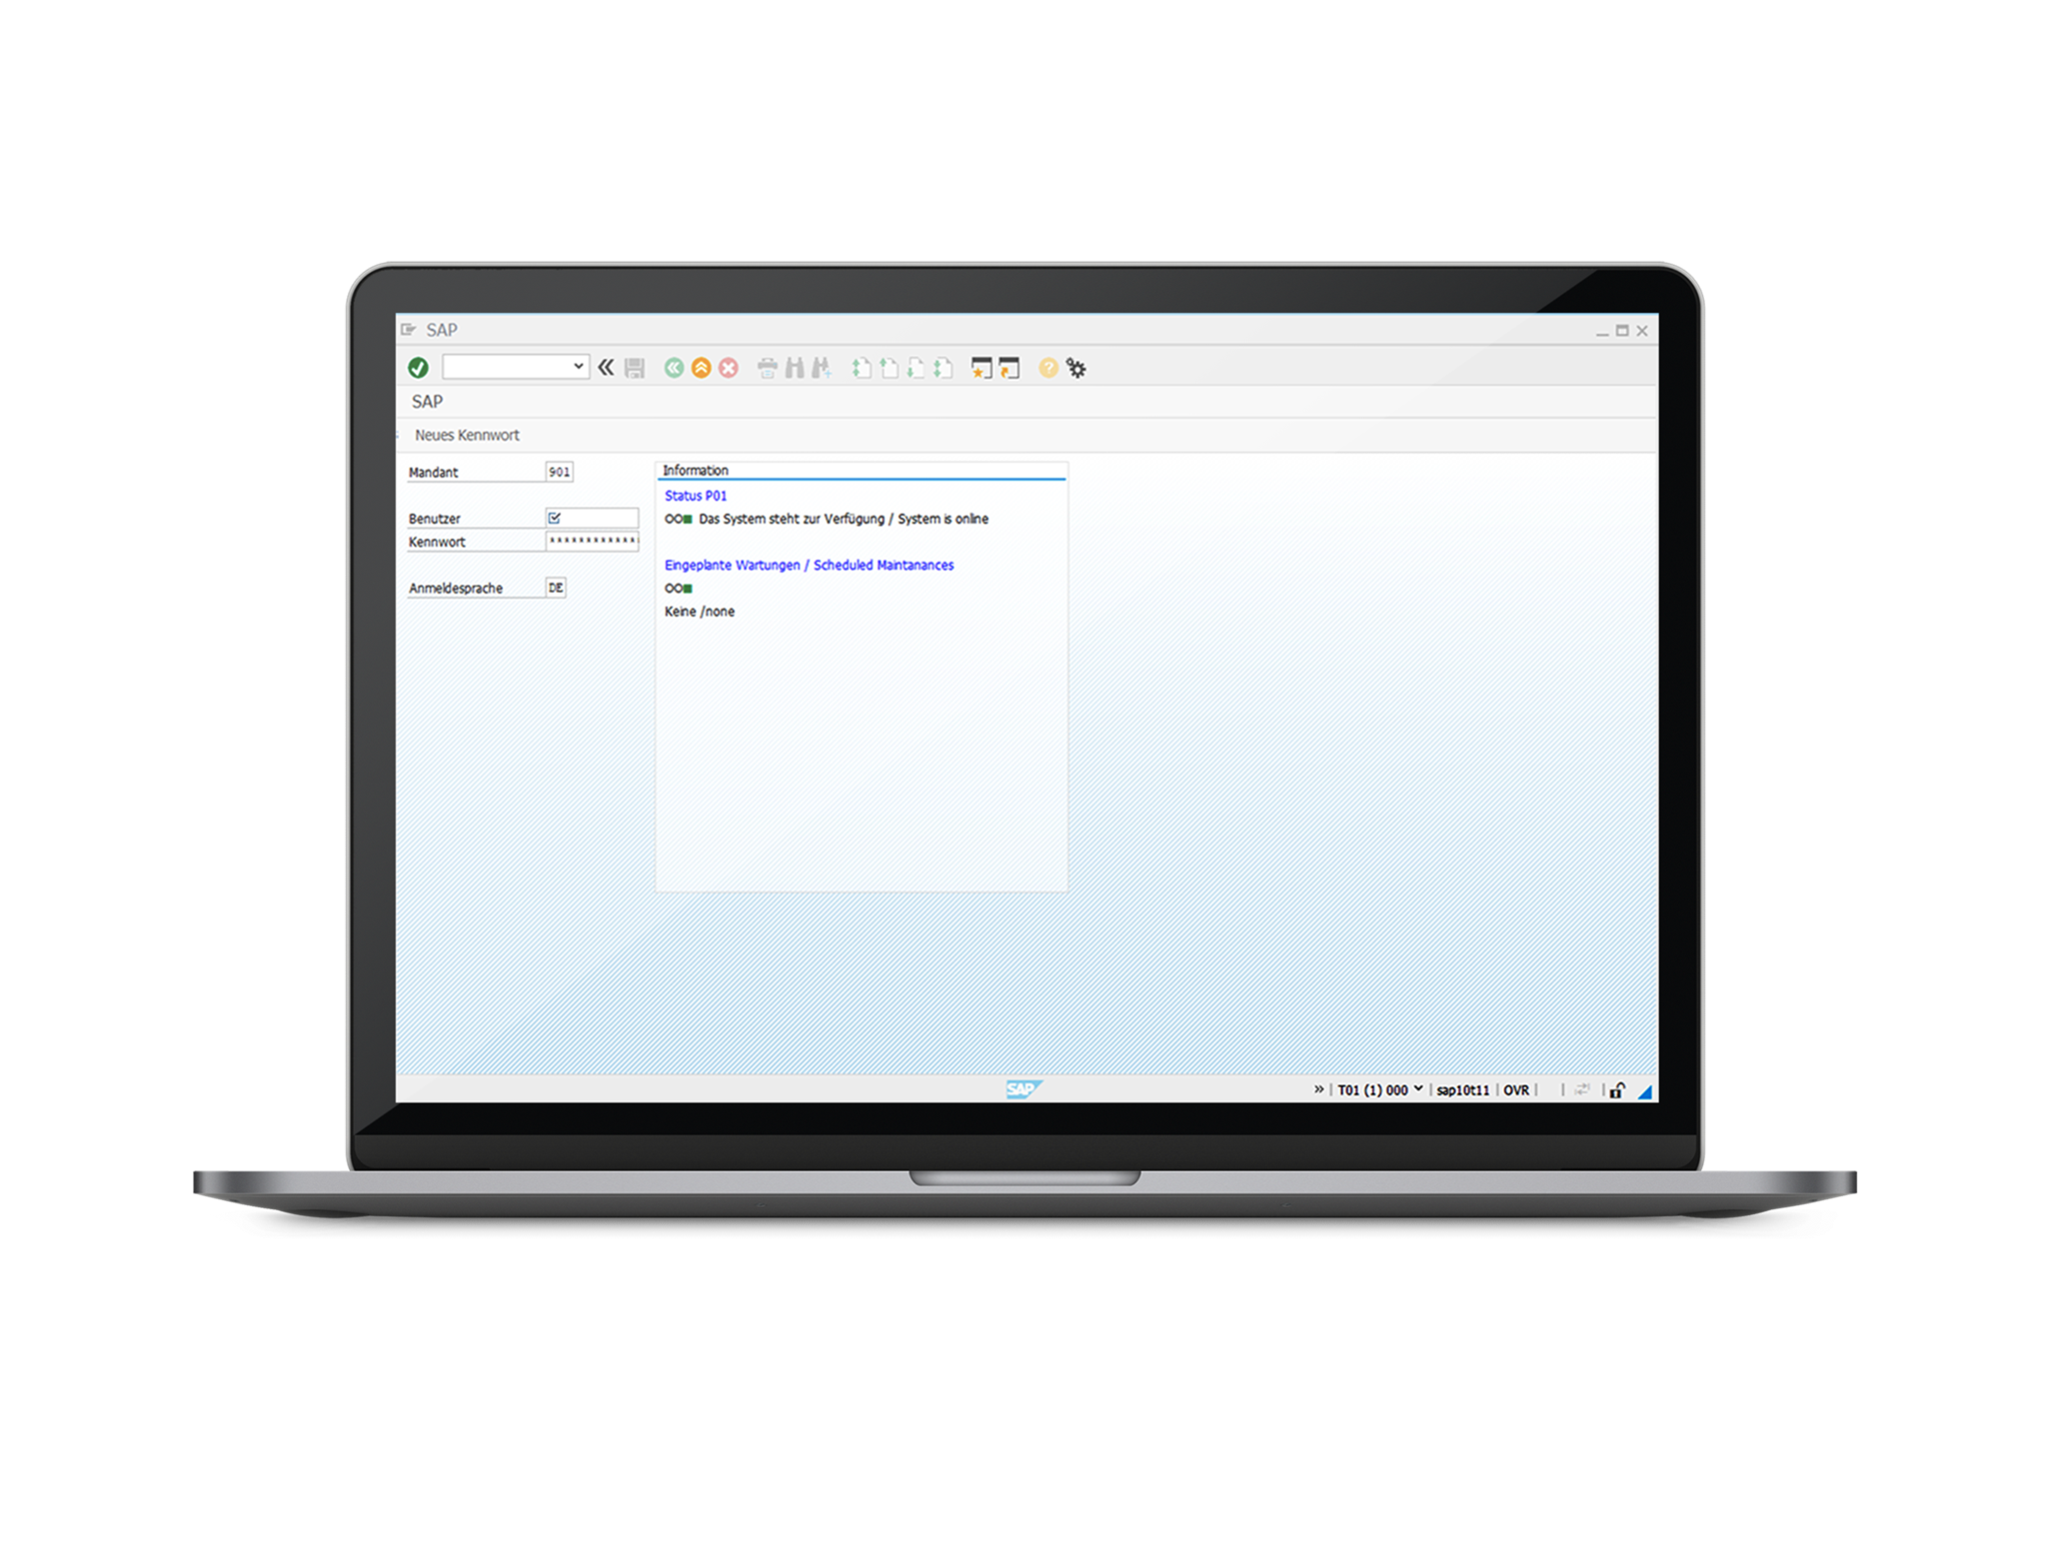 SAP
SAP
Neues Kennwort
Mandant 901
Benutzer
Kennwort ************
Anmeldesprache DE
Information
Status P01
Das System steht zur Verfügung / System is online
Eingeplante Wartungen / Scheduled Maintanances
Keine /none
SAP
» | T01 (1) 000 | sap10t11 | OVR |